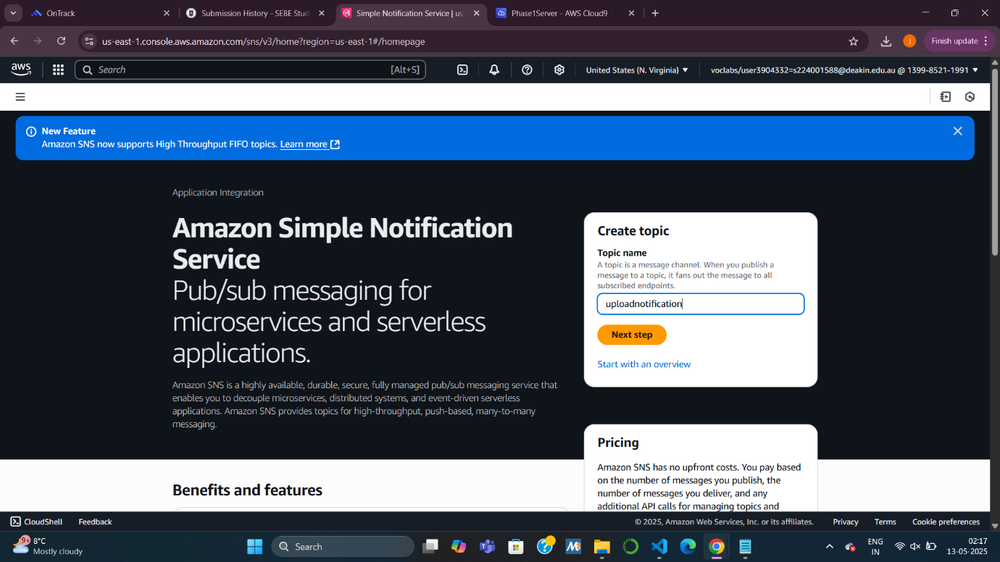 OnTrack
Submission History - SEBE Stud
Simple Notification Service | us-
Phase1Server - AWS Cloud9
us-east-1.console.aws.amazon.com/sns/v3/home?region=us-east-1#/homepage
j
Finish update
aws
Search
[Alt+S]
United States (N. Virginia)
voclabs/user3904332=s224001588@deakin.edu.au @ 1399-8521-1991
New Feature
Amazon SNS now supports High Throughput FIFO topics. Learn more
Application Integration
Amazon Simple Notification
Service
Pub/sub messaging for
microservices and serverless
applications.
Amazon SNS is a highly available, durable, secure, fully managed pub/sub messaging service that
enables you to decouple microservices, distributed systems, and event-driven serverless
applications. Amazon SNS provides topics for high-throughput, push-based, many-to-many
messaging.
Create topic
Topic name
A topic is a message channel. When you publish a
message to a topic, it fans out the message to all
subscribed endpoints.
uploadnotification
Next step
Start with an overview
Pricing
Amazon SNS has no upfront costs. You pay based
on the number of messages you publish, the
number of messages you deliver, and any
additional API calls for managing topics and
Benefits and features
CloudShell
Feedback
© 2025, Amazon Web Services, Inc. or its affiliates.
Privacy
Terms
Cookie preferences
9+
8°C
Mostly cloudy
Search
ENG
IN
02:17
13-05-2025